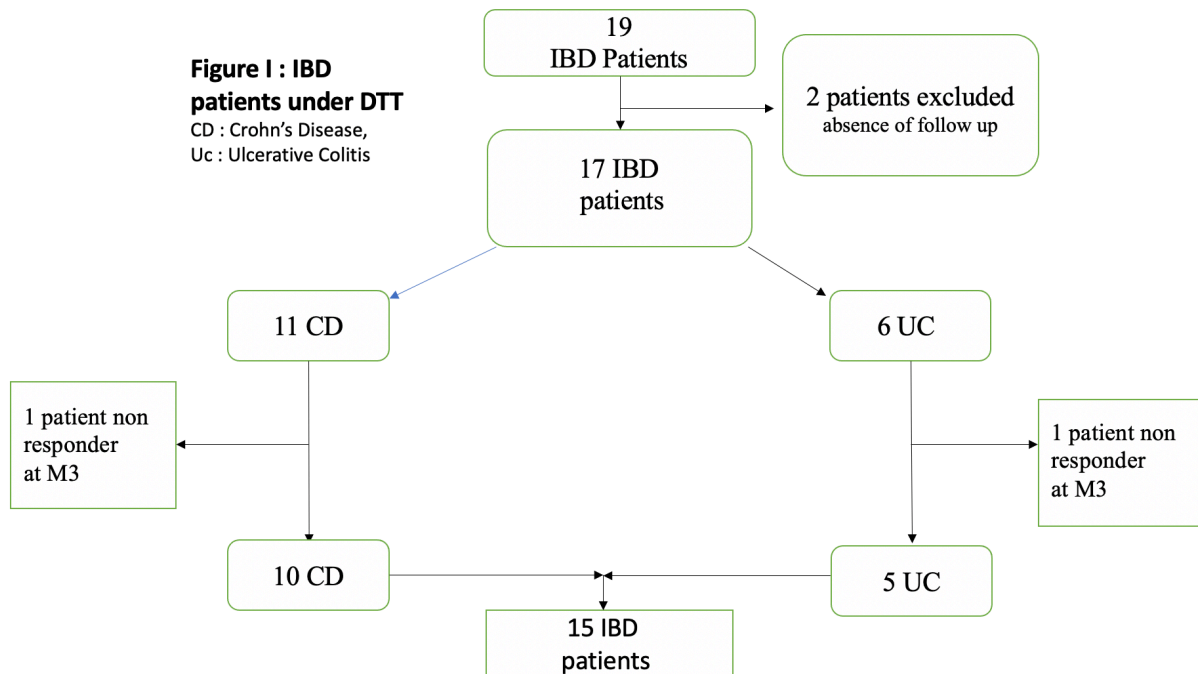 19
IBD Patients
Figure I : IBD
patients under DTT
CD : Crohn's Disease,
Uc : Ulcerative Colitis
2 patients excluded
absence of follow up
17 IBD
patients
11 CD
6 UC
1 patient non
responder
at M3
1 patient non
responder
at M3
10 CD
5 UC
15 IBD
patients